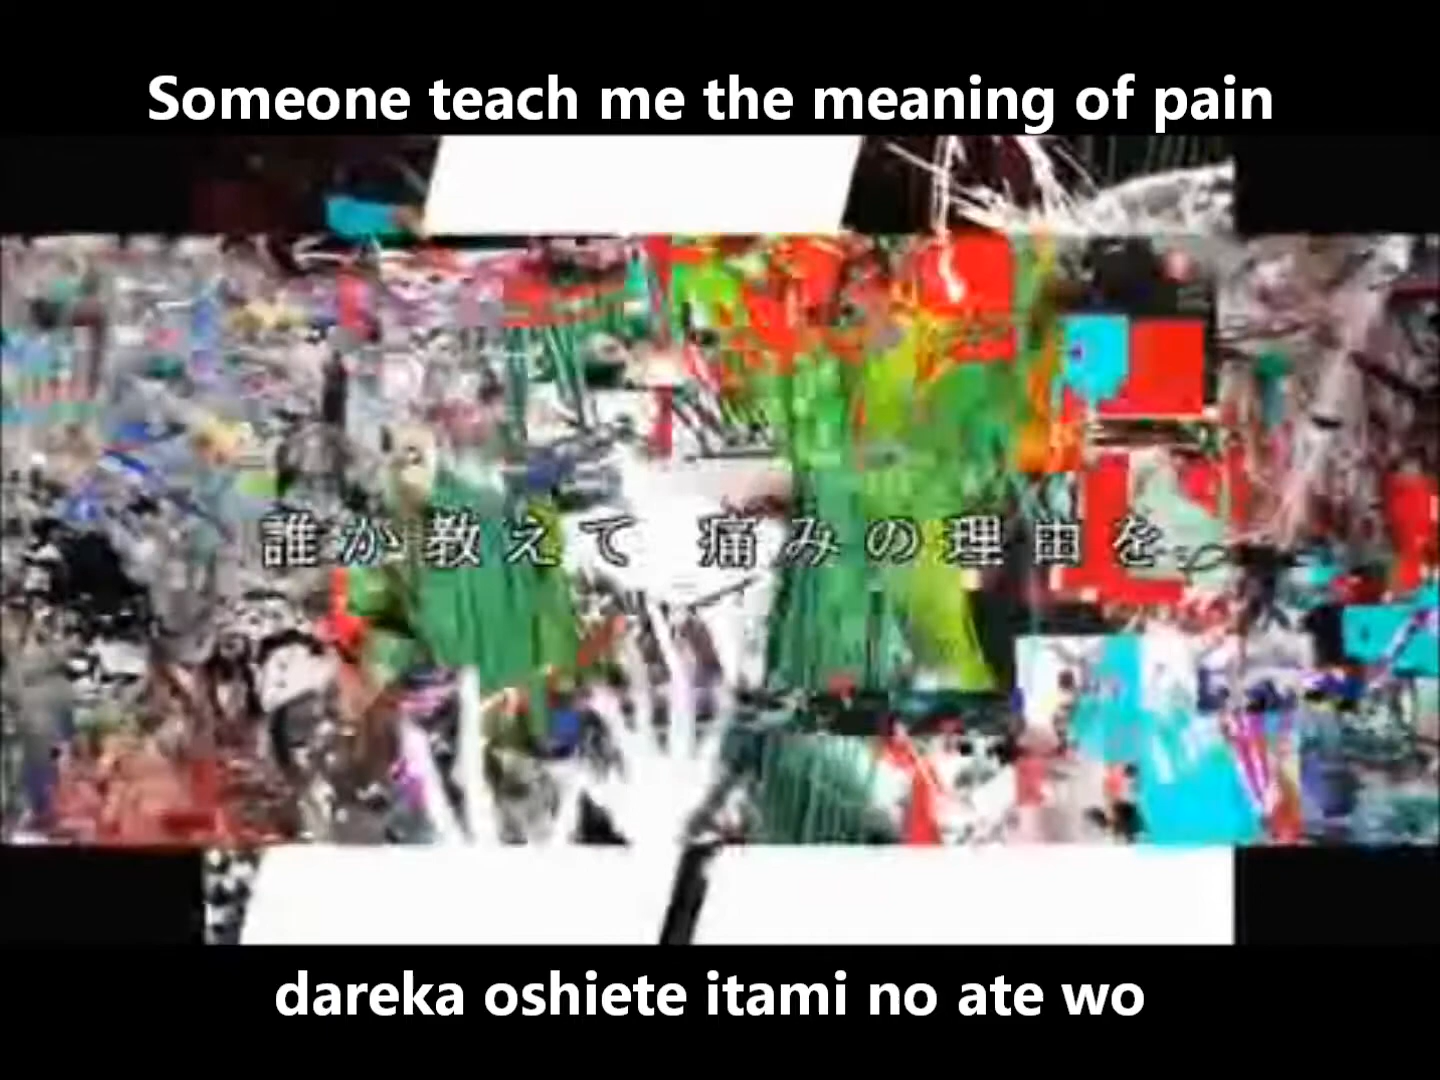 Someone teach me the meaning of pain
誰か教えて 痛みの理由を
dareka oshiete itami no ate wo